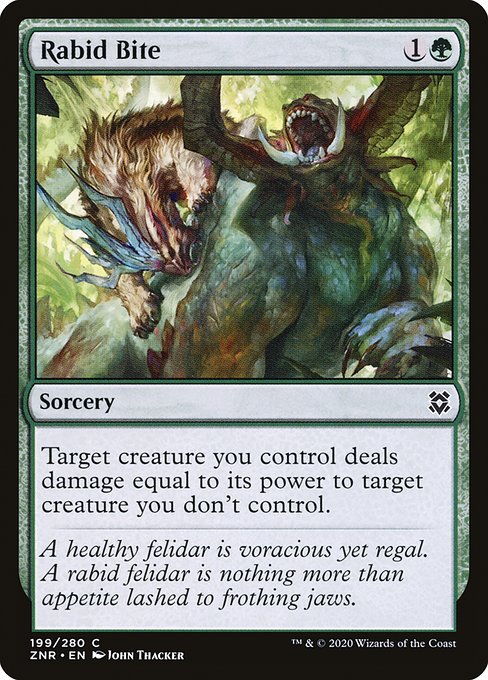 Rabid Bite 1
Sorcery
Target creature you control deals
damage equal to its power to target
creature you don't control.
A healthy felidar is voracious yet regal.
A rabid felidar is nothing more than
appetite lashed to frothing jaws.
199/280 C
ZNR • EN John Thacker
™ & © 2020 Wizards of the Coast